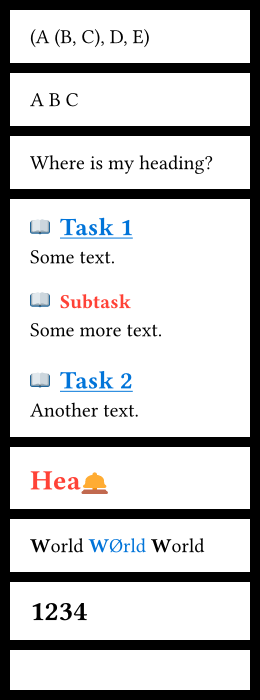 (A (B, C), D, E)
A B C
Where is my heading?
📖 Task 1
Some text.
📖 Subtask
Some more text.
📖 Task 2
Another text.
Hea🛎
World WØrld World
1234